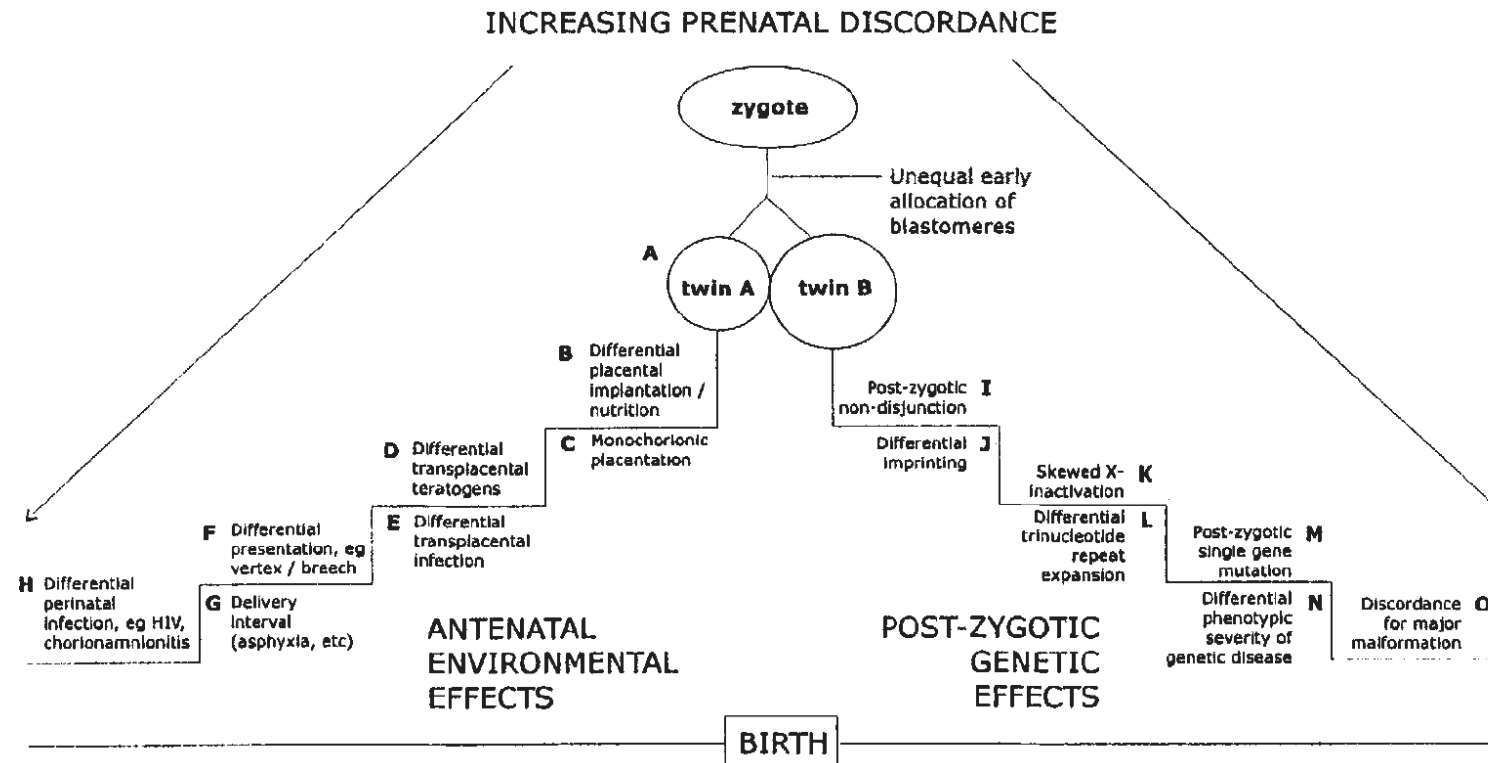 INCREASING PRENATAL DISCORDANCE
zygote
Unequal early
allocation of
blastomeres
A
twin A
twin B
B Differential
placental
implantation /
nutrition
C Monochorionic
placentation
D Differential
transplacental
teratogens
E Differential
transplacental
infection
F Differential
presentation, eg
vertex / breech
G Delivery
interval
(asphyxia, etc)
H Differential
perinatal
infection, eg HIV,
chorionamnionitis
Post-zygotic I
non-disjunction
Differential J
imprinting
Skewed X- K
inactivation
Differential L
trinucleotide
repeat
expansion
Post-zygotic M
single gene
mutation
Differential N
phenotypic
severity of
genetic disease
Discordance O
for major
malformation
ANTENATAL
ENVIRONMENTAL
EFFECTS
POST-ZYGOTIC
GENETIC
EFFECTS
BIRTH